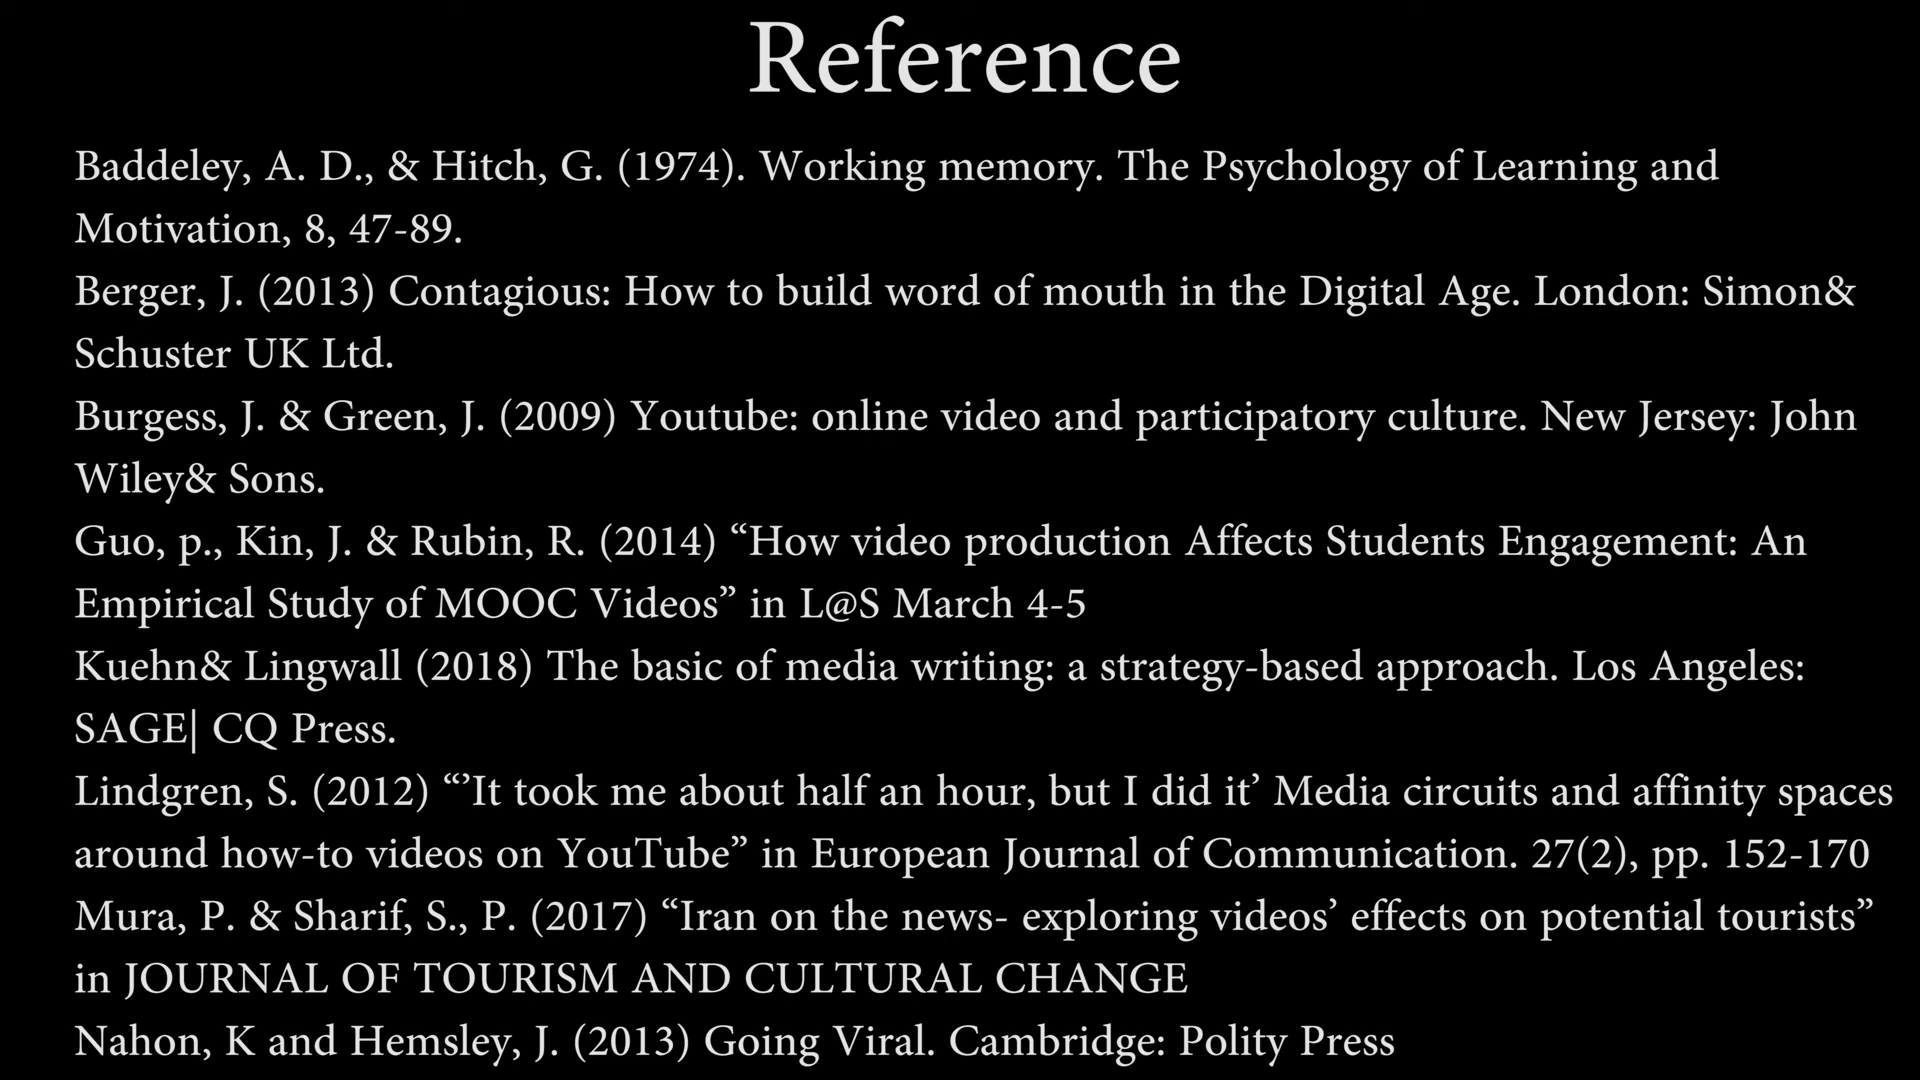 Reference
Baddeley, A. D., & Hitch, G. (1974). Working memory. The Psychology of Learning and
Motivation, 8, 47-89.
Berger, J. (2013) Contagious: How to build word of mouth in the Digital Age. London: Simon&
Schuster UK Ltd.
Burgess, J. & Green, J. (2009) Youtube: online video and participatory culture. New Jersey: John
Wiley& Sons.
Guo, p., Kin, J. & Rubin, R. (2014) “How video production Affects Students Engagement: An
Empirical Study of MOOC Videos” in L@S March 4-5
Kuehn& Lingwall (2018) The basic of media writing: a strategy-based approach. Los Angeles:
SAGE| CQ Press.
Lindgren, S. (2012) “’It took me about half an hour, but I did it’ Media circuits and affinity spaces
around how-to videos on YouTube” in European Journal of Communication. 27(2), pp. 152-170
Mura, P. & Sharif, S., P. (2017) “Iran on the news- exploring videos’ effects on potential tourists”
in JOURNAL OF TOURISM AND CULTURAL CHANGE
Nahon, K and Hemsley, J. (2013) Going Viral. Cambridge: Polity Press